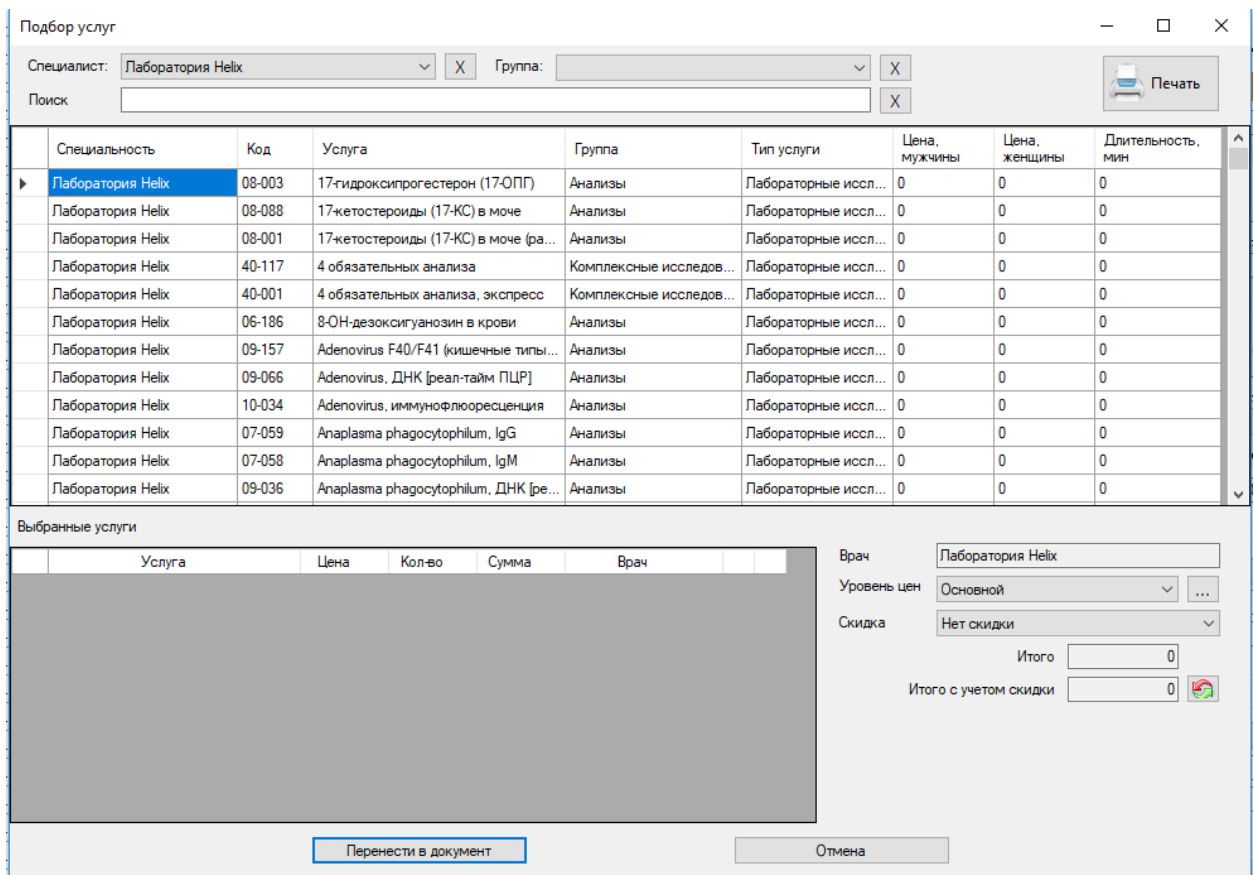 Подбор услуг
Специалист: Лаборатория Helix X Группа: X Печать
Поиск X
Специальность Код Услуга Группа Тип услуги Цена, мужчины Цена, женщины Длительность, мин
Лаборатория Helix 08-003 17-гидроксипрогестерон (17-ОПГ) Анализы Лабораторные иссл... 0 0 0
Лаборатория Helix 08-088 17-кетостероиды (17-КС) в моче Анализы Лабораторные иссл... 0 0 0
Лаборатория Helix 08-001 17-кетостероиды (17-КС) в моче (ра... Анализы Лабораторные иссл... 0 0 0
Лаборатория Helix 40-117 4 обязательных анализа Комплексные исследов... Лабораторные иссл... 0 0 0
Лаборатория Helix 40-001 4 обязательных анализа, экспресс Комплексные исследов... Лабораторные иссл... 0 0 0
Лаборатория Helix 06-186 8-ОН-дезоксигуанозин в крови Анализы Лабораторные иссл... 0 0 0
Лаборатория Helix 09-157 Adenovirus F40/F41 (кишечные типы... Анализы Лабораторные иссл... 0 0 0
Лаборатория Helix 09-066 Adenovirus, ДНК [реал-тайм ПЦР] Анализы Лабораторные иссл... 0 0 0
Лаборатория Helix 10-034 Adenovirus, иммунофлюоресценция Анализы Лабораторные иссл... 0 0 0
Лаборатория Helix 07-059 Anaplasma phagocytophilum, IgG Анализы Лабораторные иссл... 0 0 0
Лаборатория Helix 07-058 Anaplasma phagocytophilum, IgM Анализы Лабораторные иссл... 0 0 0
Лаборатория Helix 09-036 Anaplasma phagocytophilum, ДНК [ре... Анализы Лабораторные иссл... 0 0 0
Выбранные услуги
Услуга Цена Кол-во Сумма Врач
Врач Лаборатория Helix
Уровень цен Основной ...
Скидка Нет скидки
Итого 0
Итого с учетом скидки 0
Перенести в документ Отмена